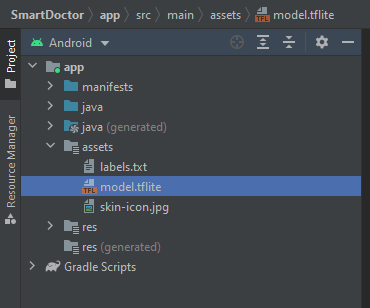 SmartDoctor > app > src > main > assets > model.tflite
Project
Resource Manager
Android
app
manifests
java
java (generated)
assets
labels.txt
TFL model.tflite
skin-icon.jpg
res
res (generated)
Gradle Scripts